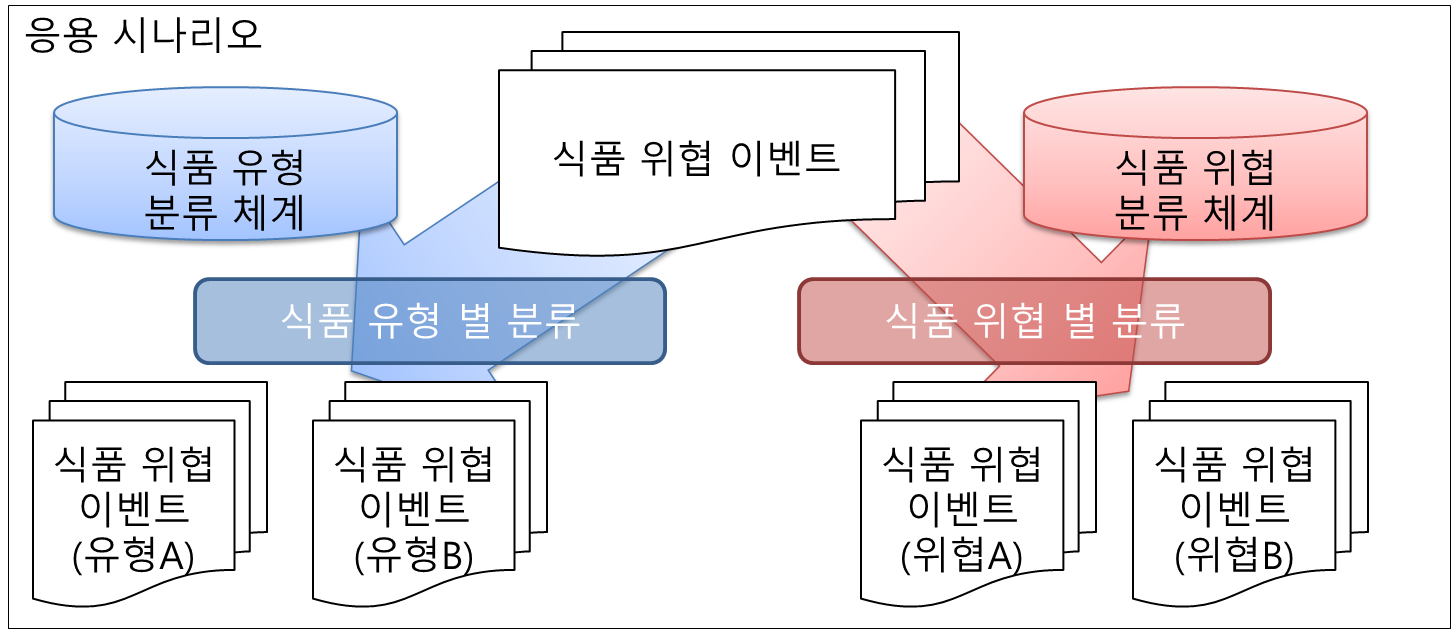 응용 시나리오
식품 위협 이벤트
식품 유형
분류 체계
식품 위협
분류 체계
식품 유형 별 분류
식품 위협 별 분류
식품 위협
이벤트
(유형A)
식품 위협
이벤트
(유형B)
식품 위협
이벤트
(위협A)
식품 위협
이벤트
(위협B)